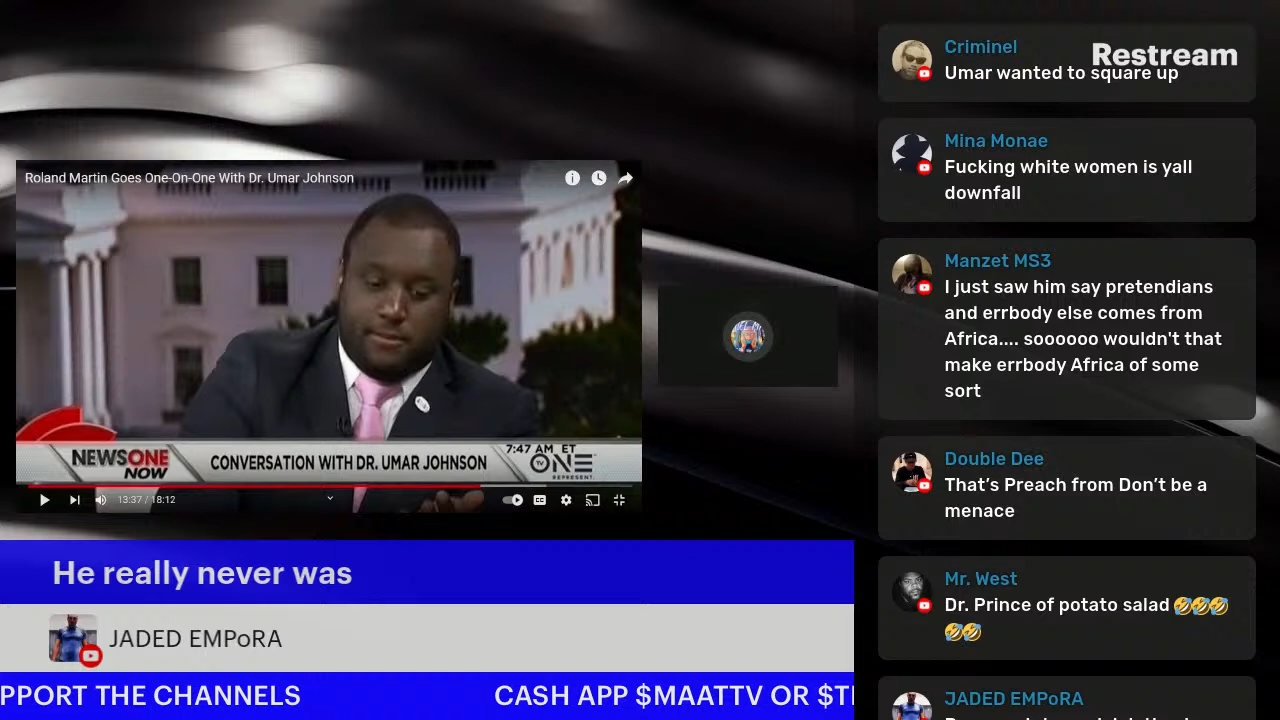 Roland Martin Goes One-On-One With Dr. Umar Johnson
NEWSONE
NOW
CONVERSATION WITH DR. UMAR JOHNSON
7:47 AM ET
TV ONE
REPRESENT.
CC
13:37 / 18:12
He really never was
JADED EMPoRA
PPORT THE CHANNELS
CASH APP $MAATTV OR $T
Restream
Criminel
Umar wanted to square up
Mina Monae
Fucking white women is yall
downfall
Manzet MS3
I just saw him say pretendians
and errbody else comes from
Africa.... soooooo wouldn't that
make errbody Africa of some
sort
Double Dee
That’s Preach from Don’t be a
menace
Mr. West
Dr. Prince of potato salad 🤣🤣🤣
🤣🤣
JADED EMPoRA